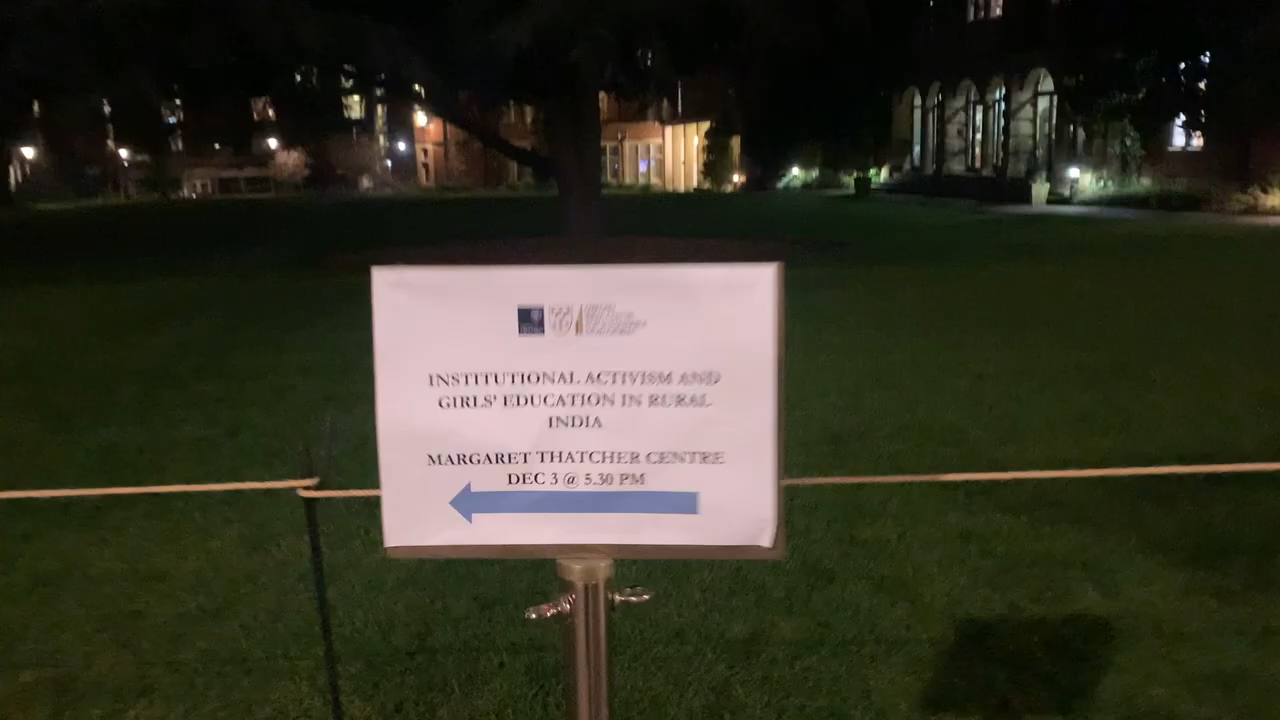 INSTITUTIONAL ACTIVISM AND
GIRLS' EDUCATION IN RURAL
INDIA
MARGARET THATCHER CENTRE
DEC 3 @ 5.30 PM